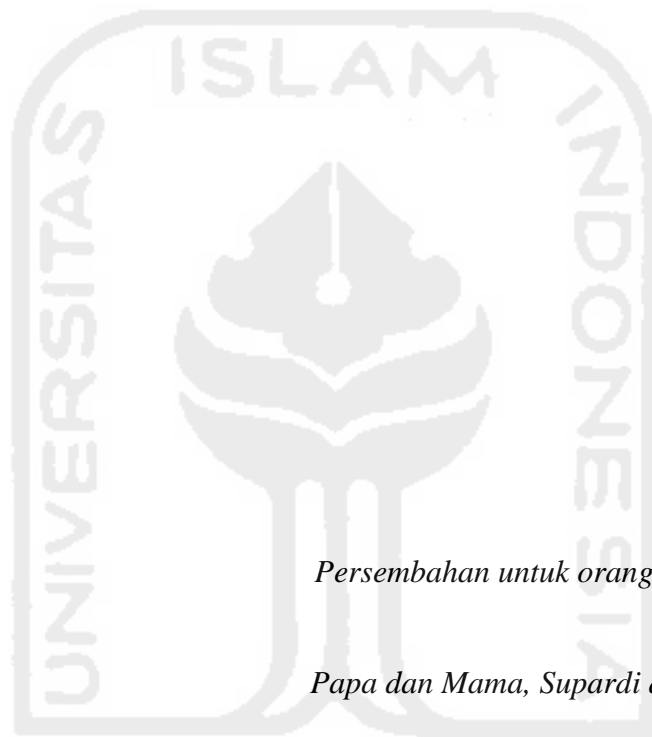 UNIVERSITAS
ISLAM
INDONESIA
Persembahan untuk orang
Papa dan Mama, Supardi